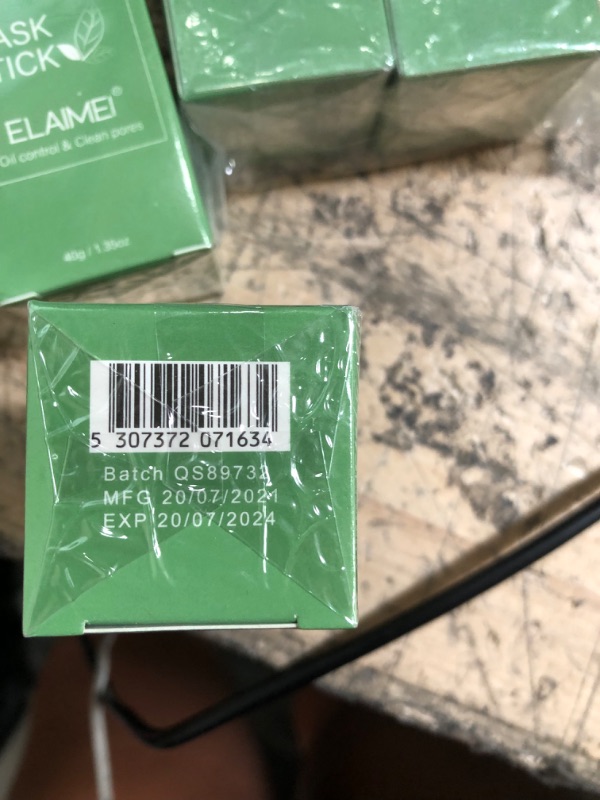 ASK
TICK
ELAIMEI®
Oil control & Clean pores
40g / 1.35oz
5 307372 071634
Batch QS89732
MFG 20/07/2021
EXP 20/07/2024